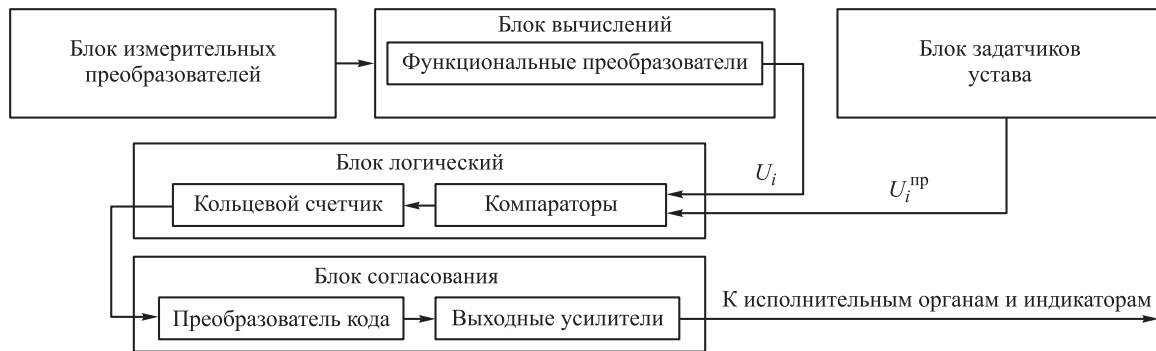 Блок измерительных
преобразователей
Блок вычислений
Функциональные преобразователи
Блок задатчиков
устава
Блок логический
Кольцевой счетчик
Компараторы
U_i
U_i^пр
Блок согласования
Преобразователь кода
Выходные усилители
К исполнительным органам и индикаторам